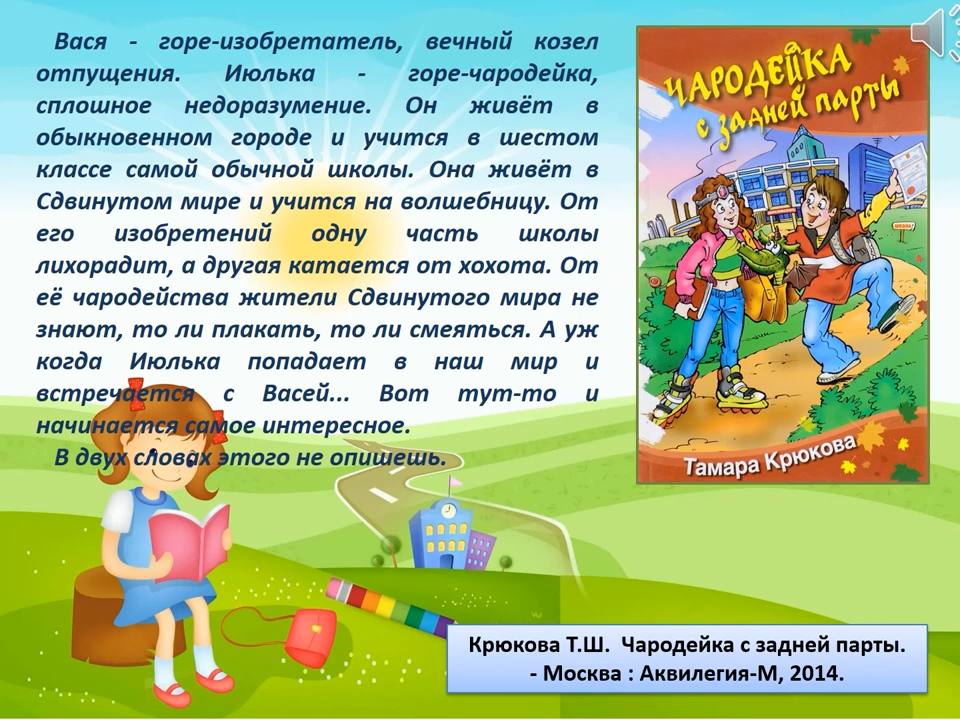 Вася - горе-изобретатель, вечный козел
отпущения. Июлька - горе-чародейка,
сплошное недоразумение. Он живёт в
обыкновенном городе и учится в шестом
классе самой обычной школы. Она живёт в
Сдвинутом мире и учится на волшебницу. От
его изобретений одну часть школы
лихорадит, а другая катается от хохота. От
её чародейства жители Сдвинутого мира не
знают, то ли плакать, то ли смеяться. А уж
когда Июлька попадает в наш мир и
встречается с Васей... Вот тут-то и
начинается самое интересное.
В двух словах этого не опишешь.
ЧАРОДЕЙКА
с задней парты
школа
Тамара Крюкова
Крюкова Т.Ш. Чародейка с задней парты.
- Москва : Аквилегия-М, 2014.